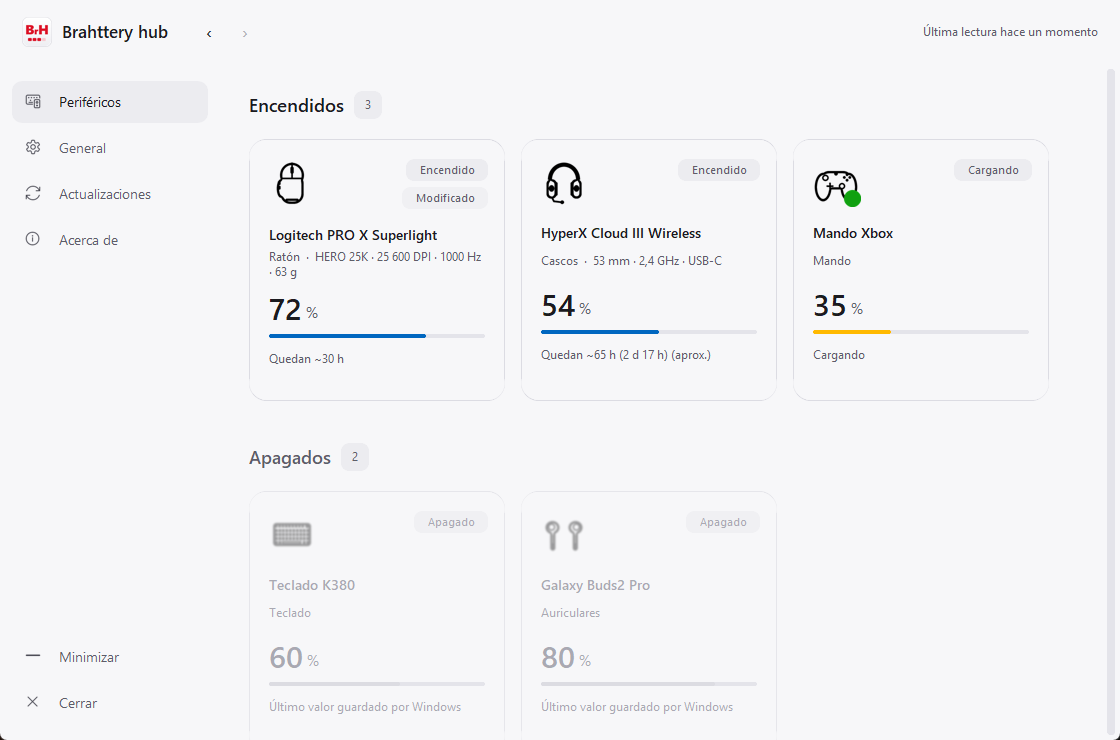 BrH
Brahttery hub
Última lectura hace un momento
Periféricos
General
Actualizaciones
Acerca de
Minimizar
Cerrar
Encendidos 3
Encendido
Modificado
Logitech PRO X Superlight
Ratón · HERO 25K · 25 600 DPI · 1000 Hz
· 63 g
72 %
Quedan ~30 h
Encendido
HyperX Cloud III Wireless
Cascos · 53 mm · 2,4 GHz · USB-C
54 %
Quedan ~65 h (2 d 17 h) (aprox.)
Cargando
Mando Xbox
Mando
35 %
Cargando
Apagados 2
Apagado
Teclado K380
Teclado
60 %
Último valor guardado por Windows
Apagado
Galaxy Buds2 Pro
Auriculares
80 %
Último valor guardado por Windows